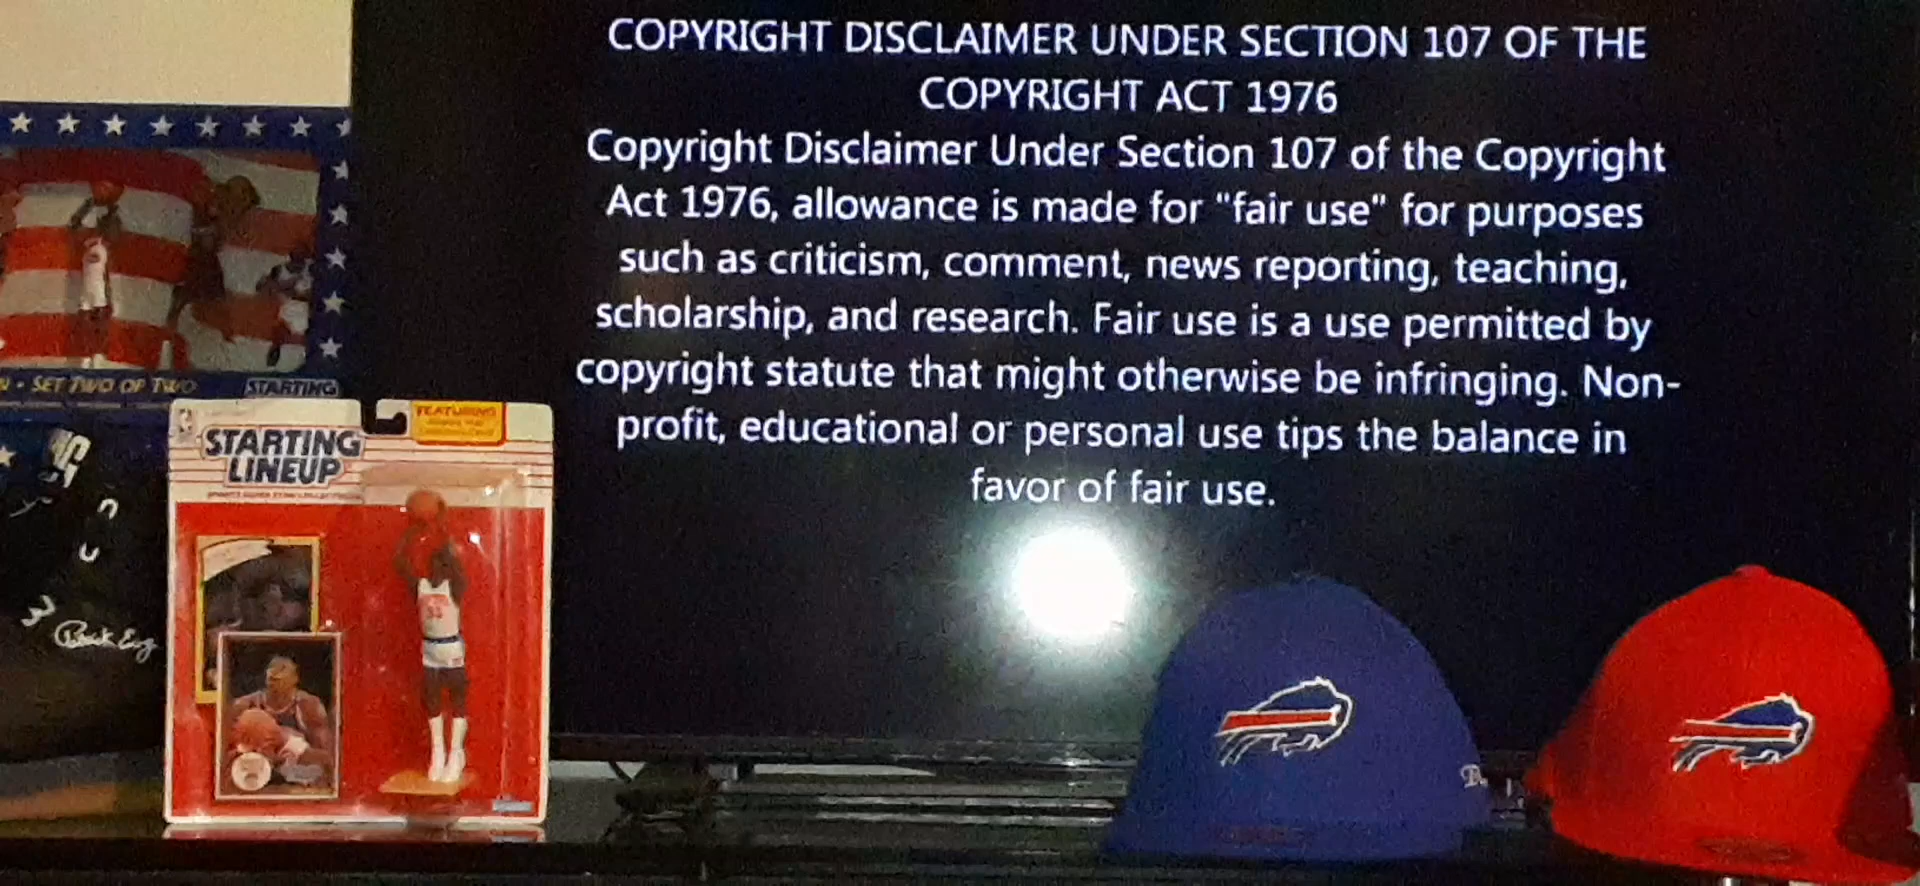 COPYRIGHT DISCLAIMER UNDER SECTION 107 OF THE
COPYRIGHT ACT 1976
Copyright Disclaimer Under Section 107 of the Copyright
Act 1976, allowance is made for "fair use" for purposes
such as criticism, comment, news reporting, teaching,
scholarship, and research. Fair use is a use permitted by
copyright statute that might otherwise be infringing. Non-
profit, educational or personal use tips the balance in
favor of fair use.
• SET TWO OF TWO
STARTING
FEATURING
STARTING
LINEUP
33